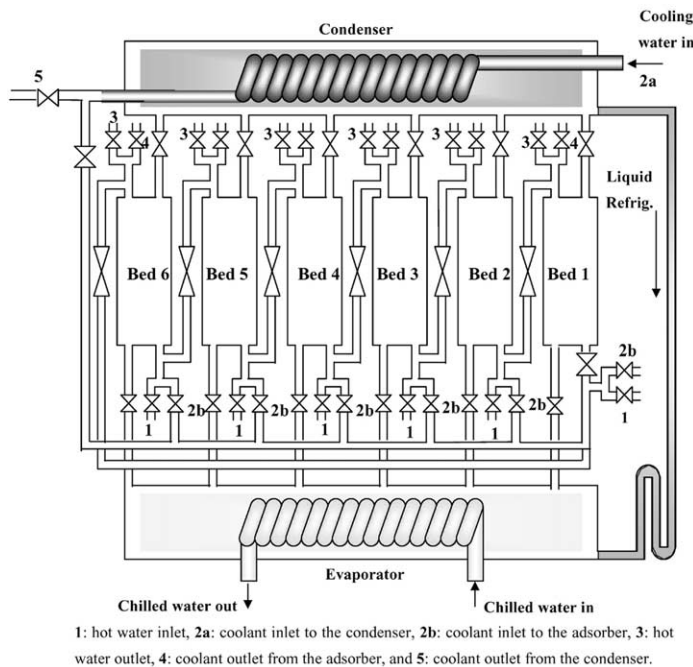 Cooling
Condenser
water in
2a
5
3
4
3
3
3
3
3
4
Liquid
Refrig.
Bed 6
Bed 5
Bed 4
Bed 3
Bed 2
Bed 1
2b
1
2b
1
2b
1
2b
1
2b
1
2b
1
Evaporator
Chilled water out
Chilled water in
1: hot water inlet, 2a: coolant inlet to the condenser, 2b: coolant inlet to the adsorber, 3: hot
water outlet, 4: coolant outlet from the adsorber, and 5: coolant outlet from the condenser.